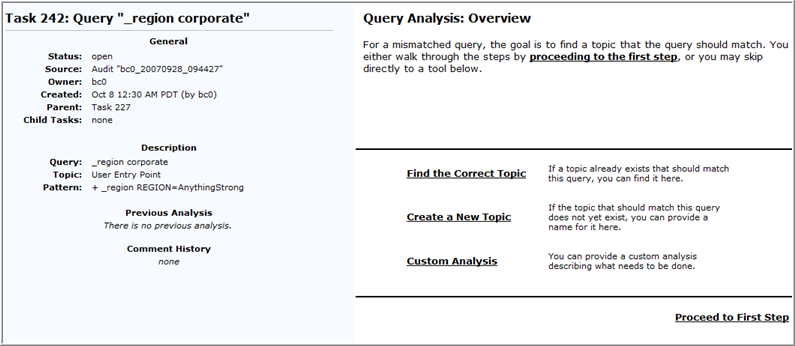 Task 242: Query "_region corporate"
General
Status: open
Source: Audit "bc0_20070928_094427"
Owner: bc0
Created: Oct 8 12:30 AM PDT (by bc0)
Parent: Task 227
Child Tasks: none
Description
Query: _region corporate
Topic: User Entry Point
Pattern: + _region REGION=AnythingStrong
Previous Analysis
There is no previous analysis.
Comment History
none
Query Analysis: Overview
For a mismatched query, the goal is to find a topic that the query should match. You
either walk through the steps by proceeding to the first step, or you may skip
directly to a tool below.
Find the Correct Topic
If a topic already exists that should match
this query, you can find it here.
Create a New Topic
If the topic that should match this query
does not yet exist, you can provide a
name for it here.
Custom Analysis
You can provide a custom analysis
describing what needs to be done.
Proceed to First Step